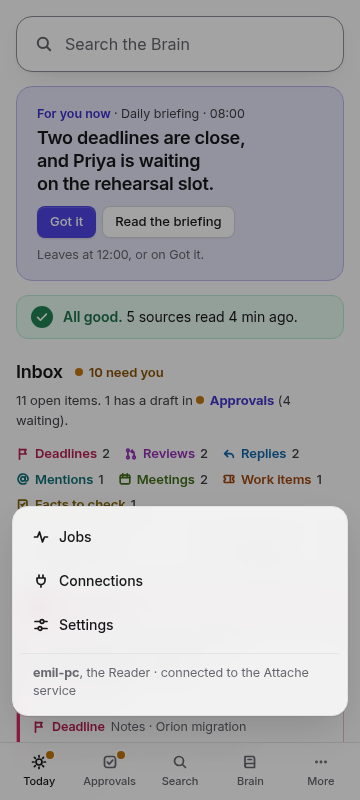 Search the Brain
For you now · Daily briefing · 08:00
Two deadlines are close,
and Priya is waiting
on the rehearsal slot.
Got it Read the briefing
Leaves at 12:00, or on Got it.
All good. 5 sources read 4 min ago.
Inbox 10 need you
11 open items. 1 has a draft in Approvals (4
waiting).
Deadlines 2 Reviews 2 Replies 2
Mentions 1 Meetings 2 Work items 1
Facts to check 1
Jobs
Connections
Settings
emil-pc, the Reader · connected to the Attache
service
Deadline Notes · Orion migration
Today Approvals Search Brain More